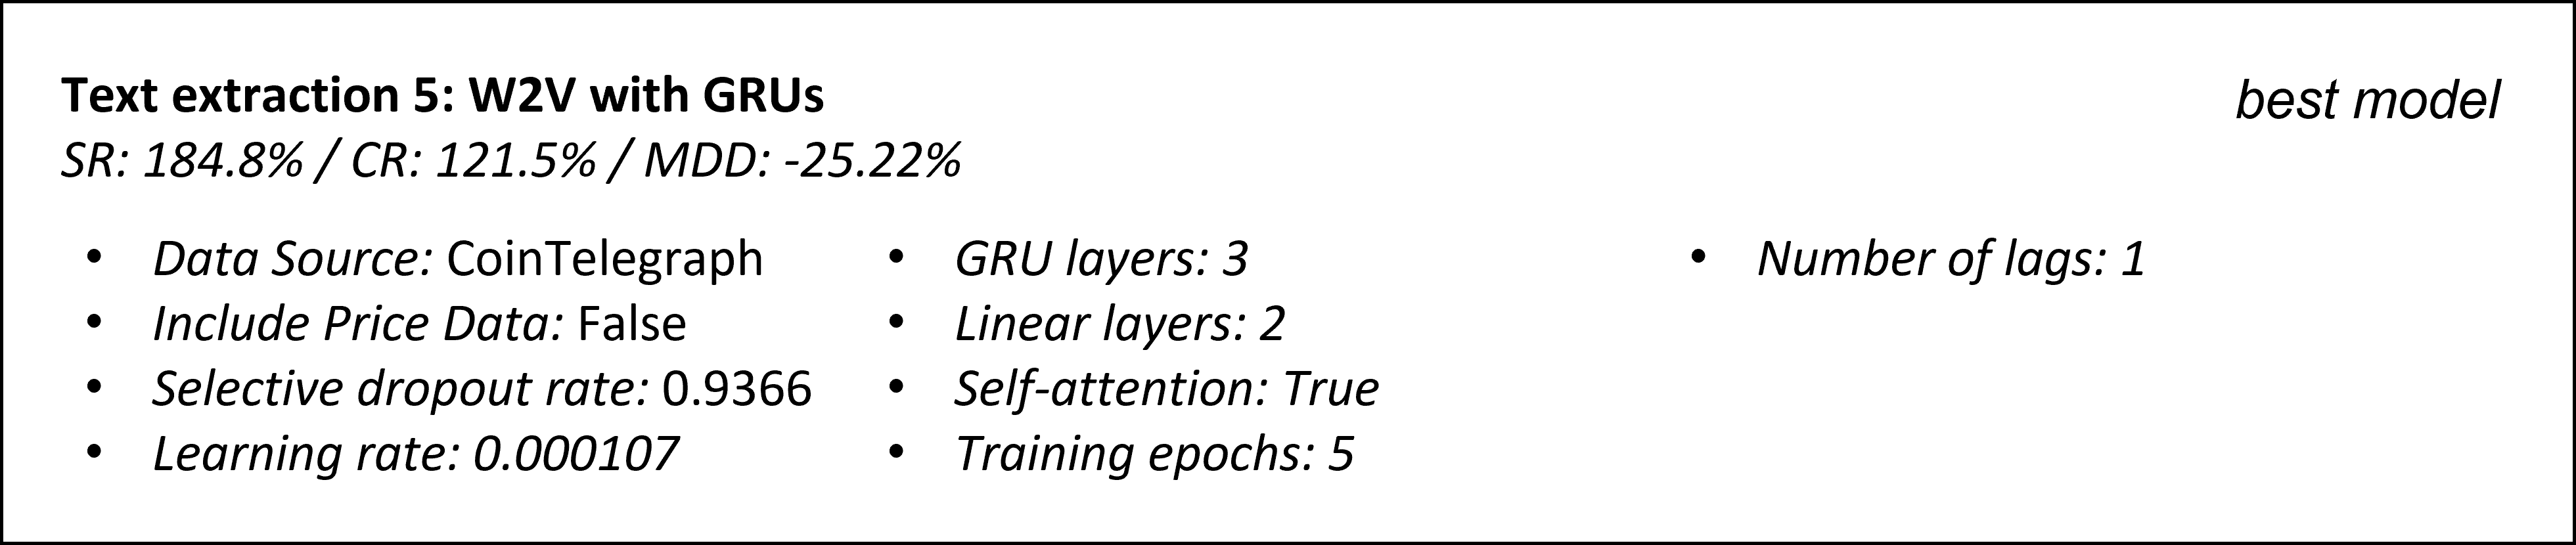 Text extraction 5: W2V with GRUs
best model
SR: 184.8% / CR: 121.5% / MDD: -25.22%
• Data Source: CoinTelegraph
• Include Price Data: False
• Selective dropout rate: 0.9366
• Learning rate: 0.000107
• GRU layers: 3
• Linear layers: 2
• Self-attention: True
• Training epochs: 5
• Number of lags: 1